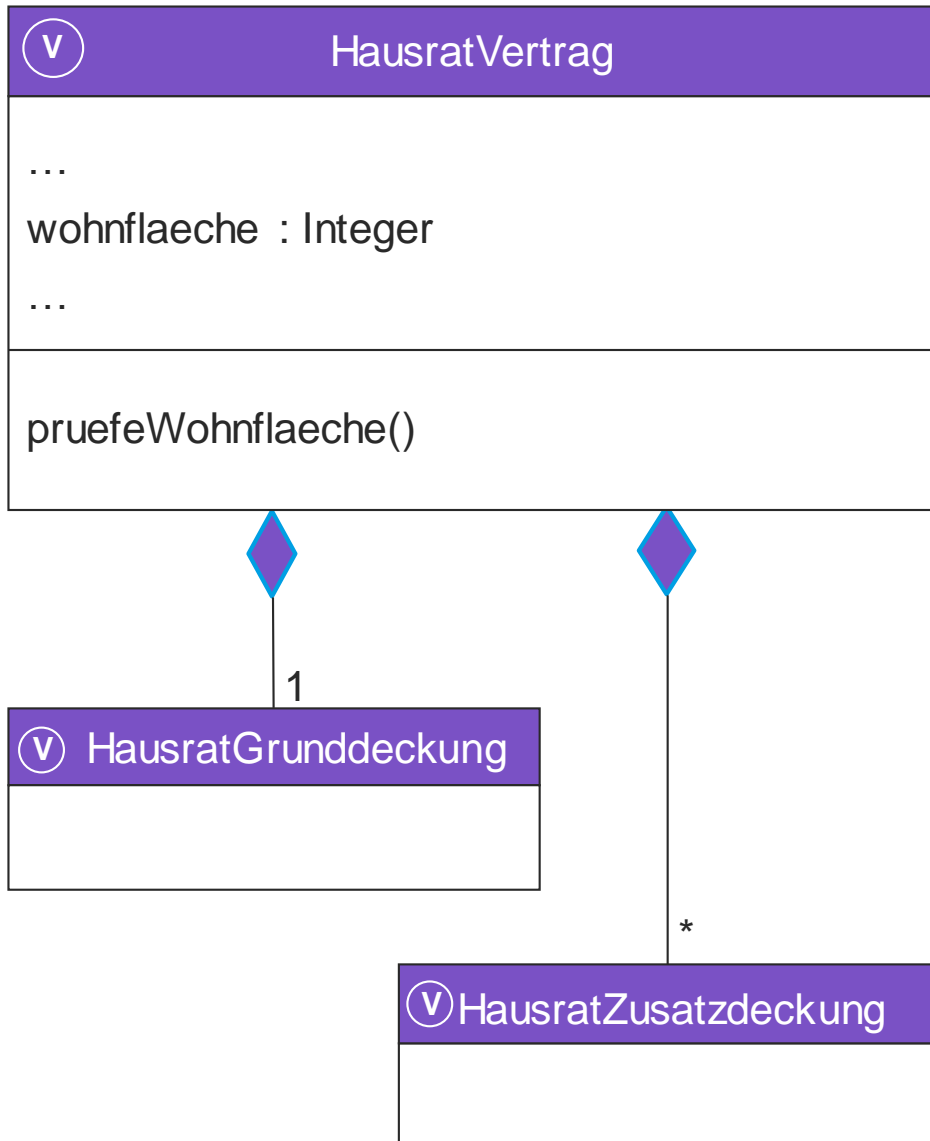 V HausratVertrag
…
wohnflaeche : Integer
…
pruefeWohnflaeche()
1
V HausratGrunddeckung
*
V HausratZusatzdeckung